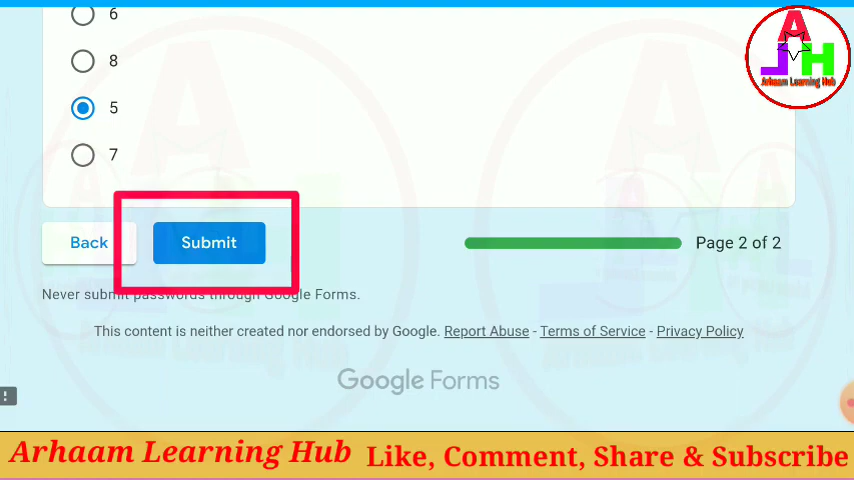 6
8
5
7
Back
Submit
Page 2 of 2
Never submit passwords through Google Forms.
This content is neither created nor endorsed by Google. Report Abuse - Terms of Service - Privacy Policy
Google Forms
!
A
J H
Arhaam Learning Hub
Arhaam Learning Hub Like, Comment, Share & Subscribe